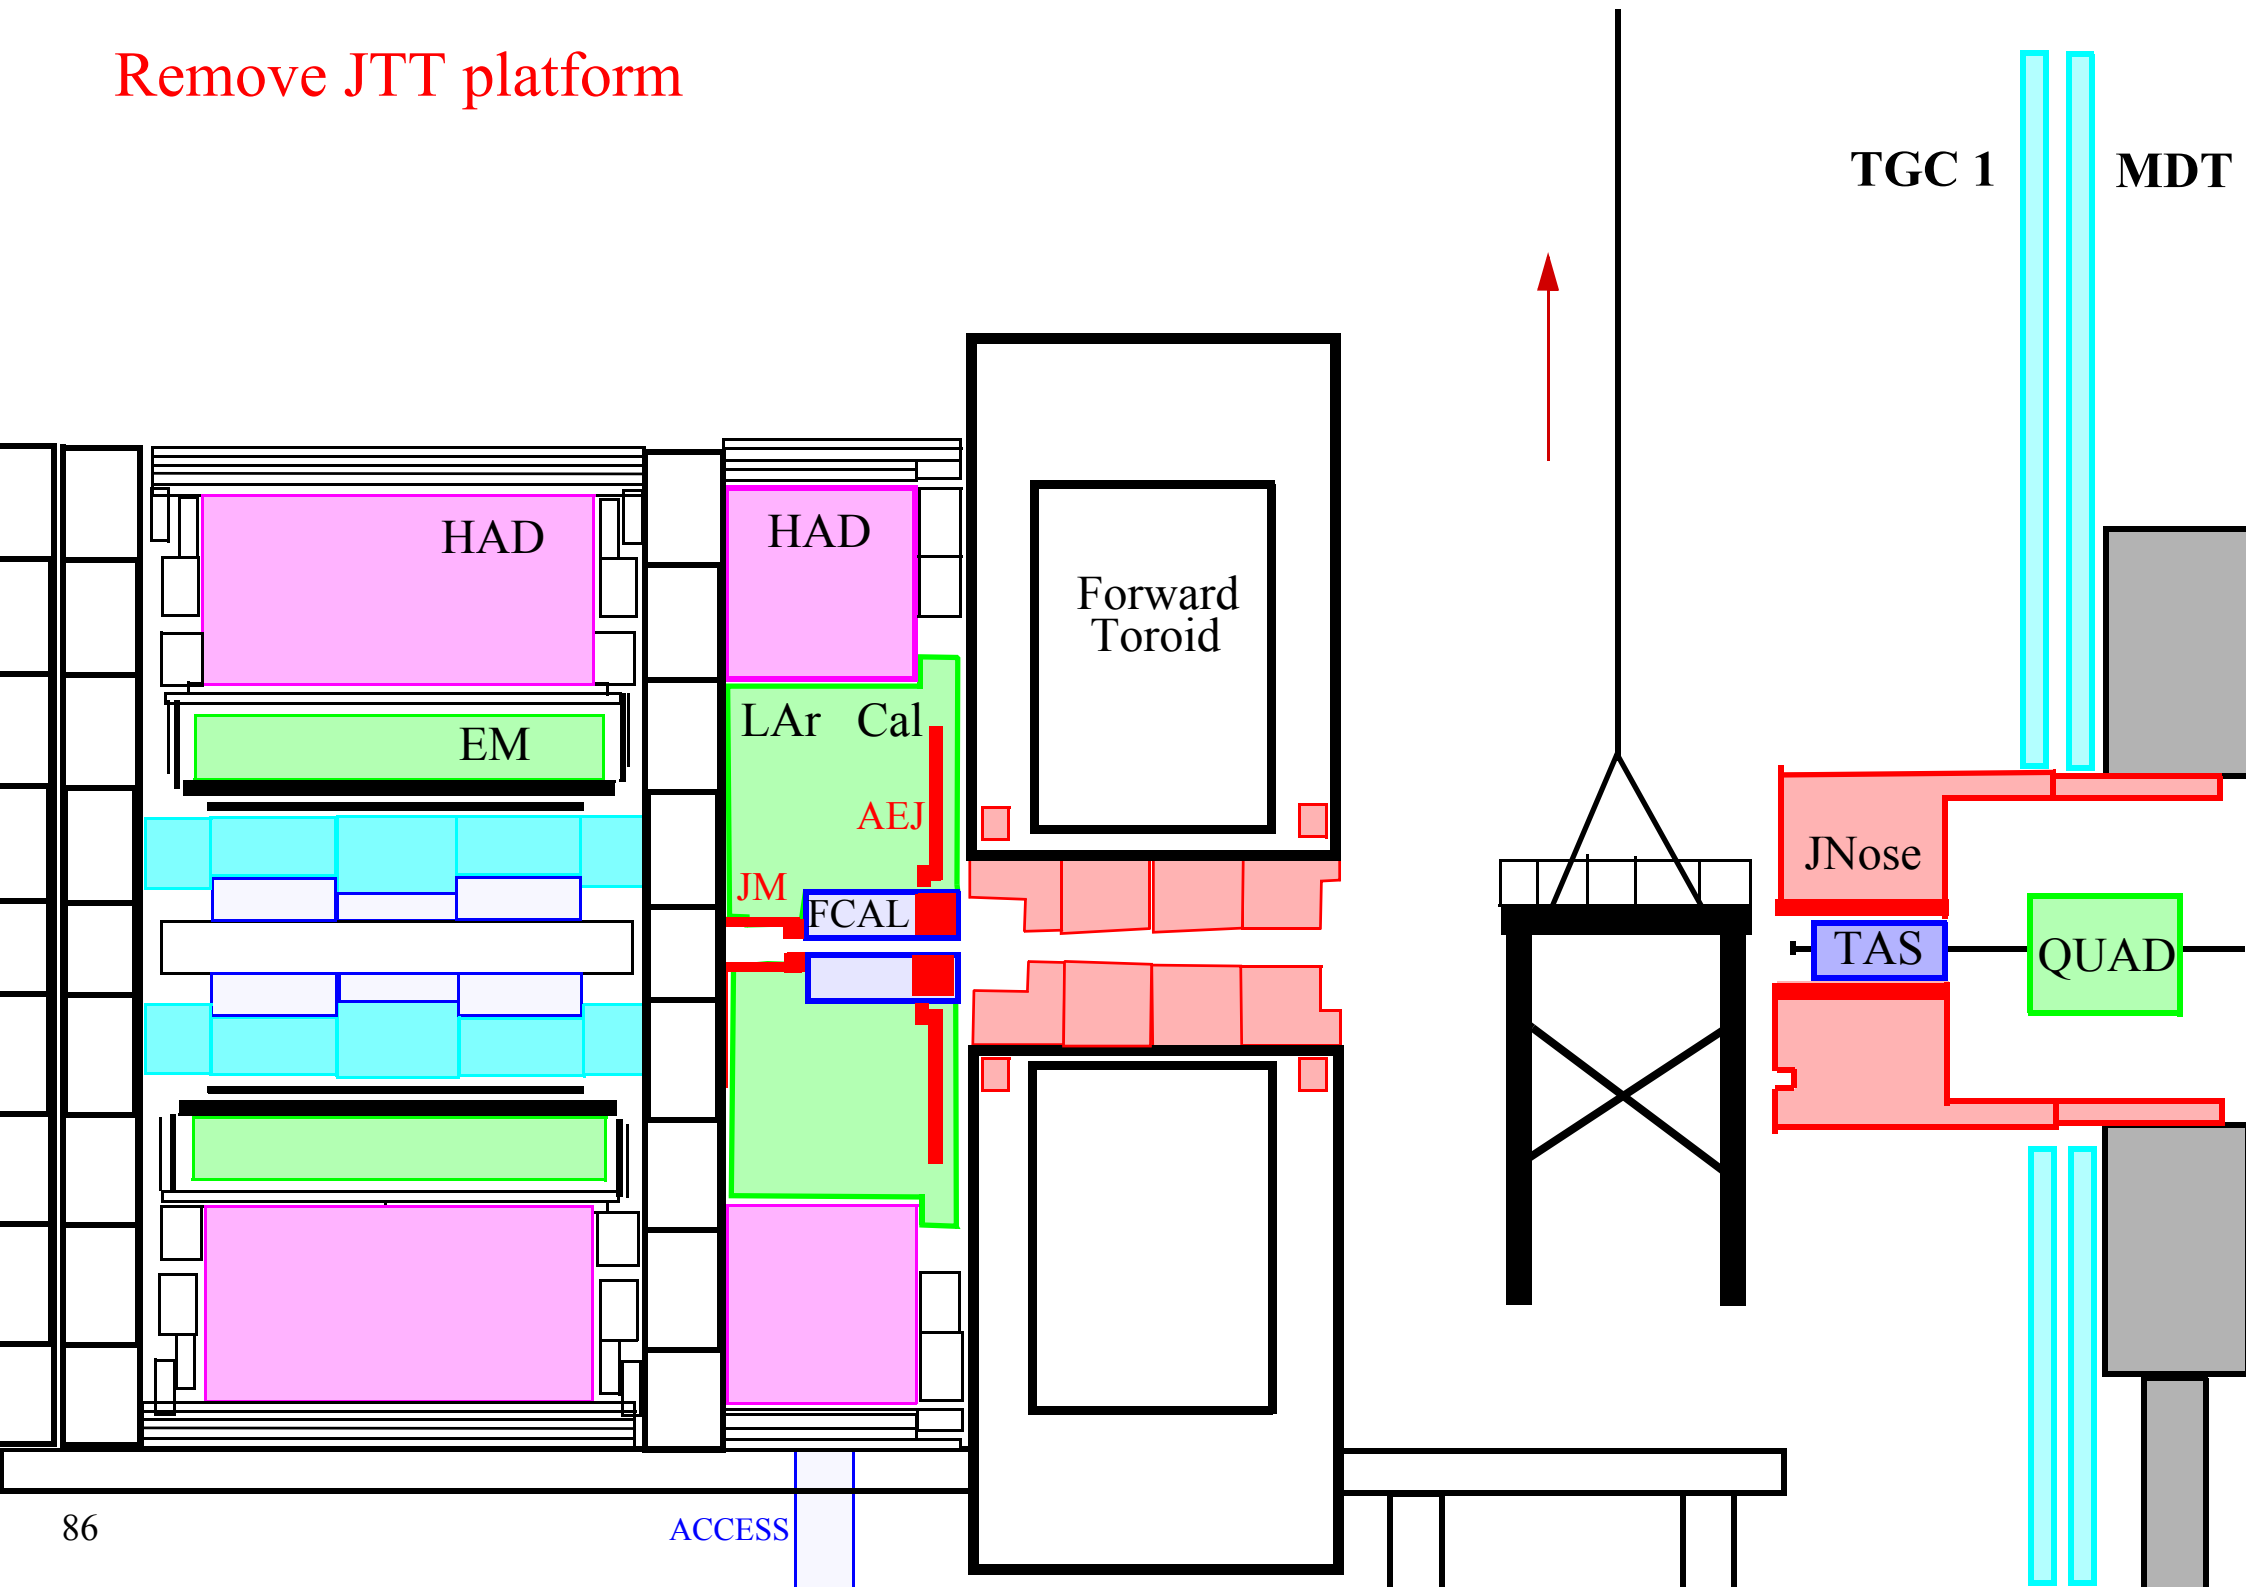 Remove JTT platform
TGC 1
MDT
HAD
HAD
Forward
Toroid
LAr Cal
EM
AEJ
JNose
JM
FCAL
TAS
QUAD
86
ACCESS